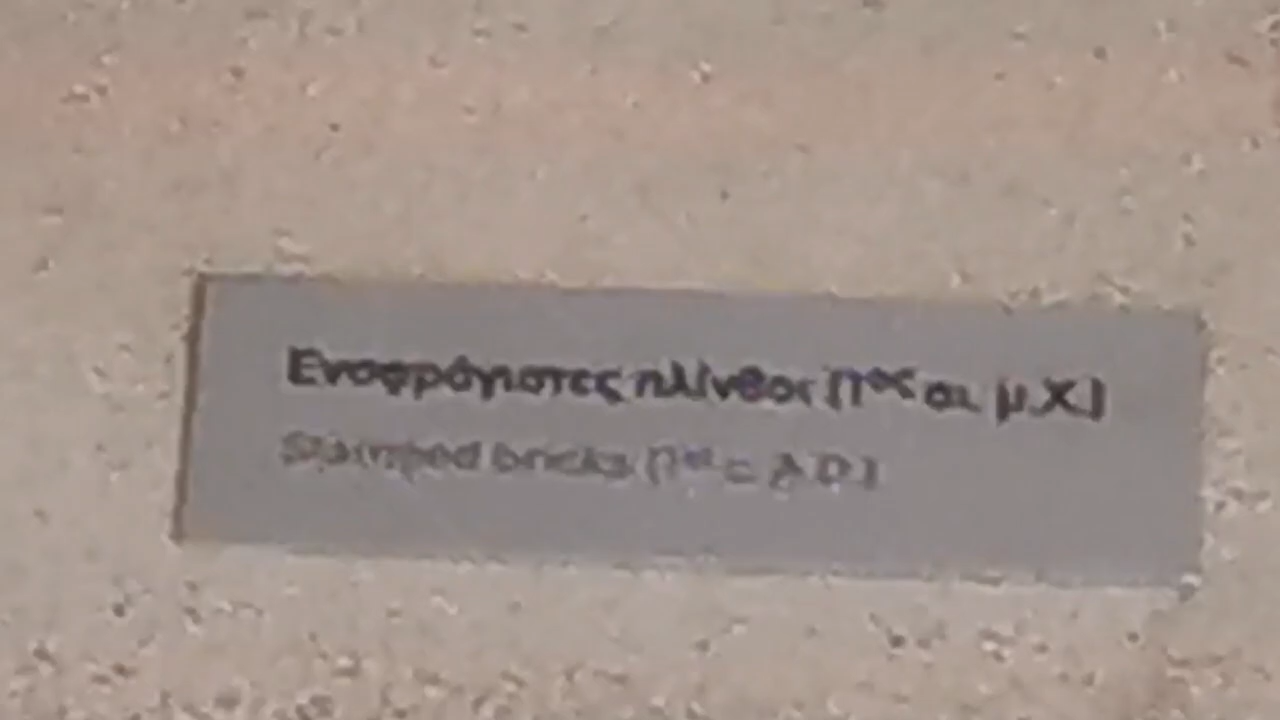 Ενσφράγιστες πλίνθοι (1ος αι. μ.Χ.)
Stamped bricks (1st c. A.D.)